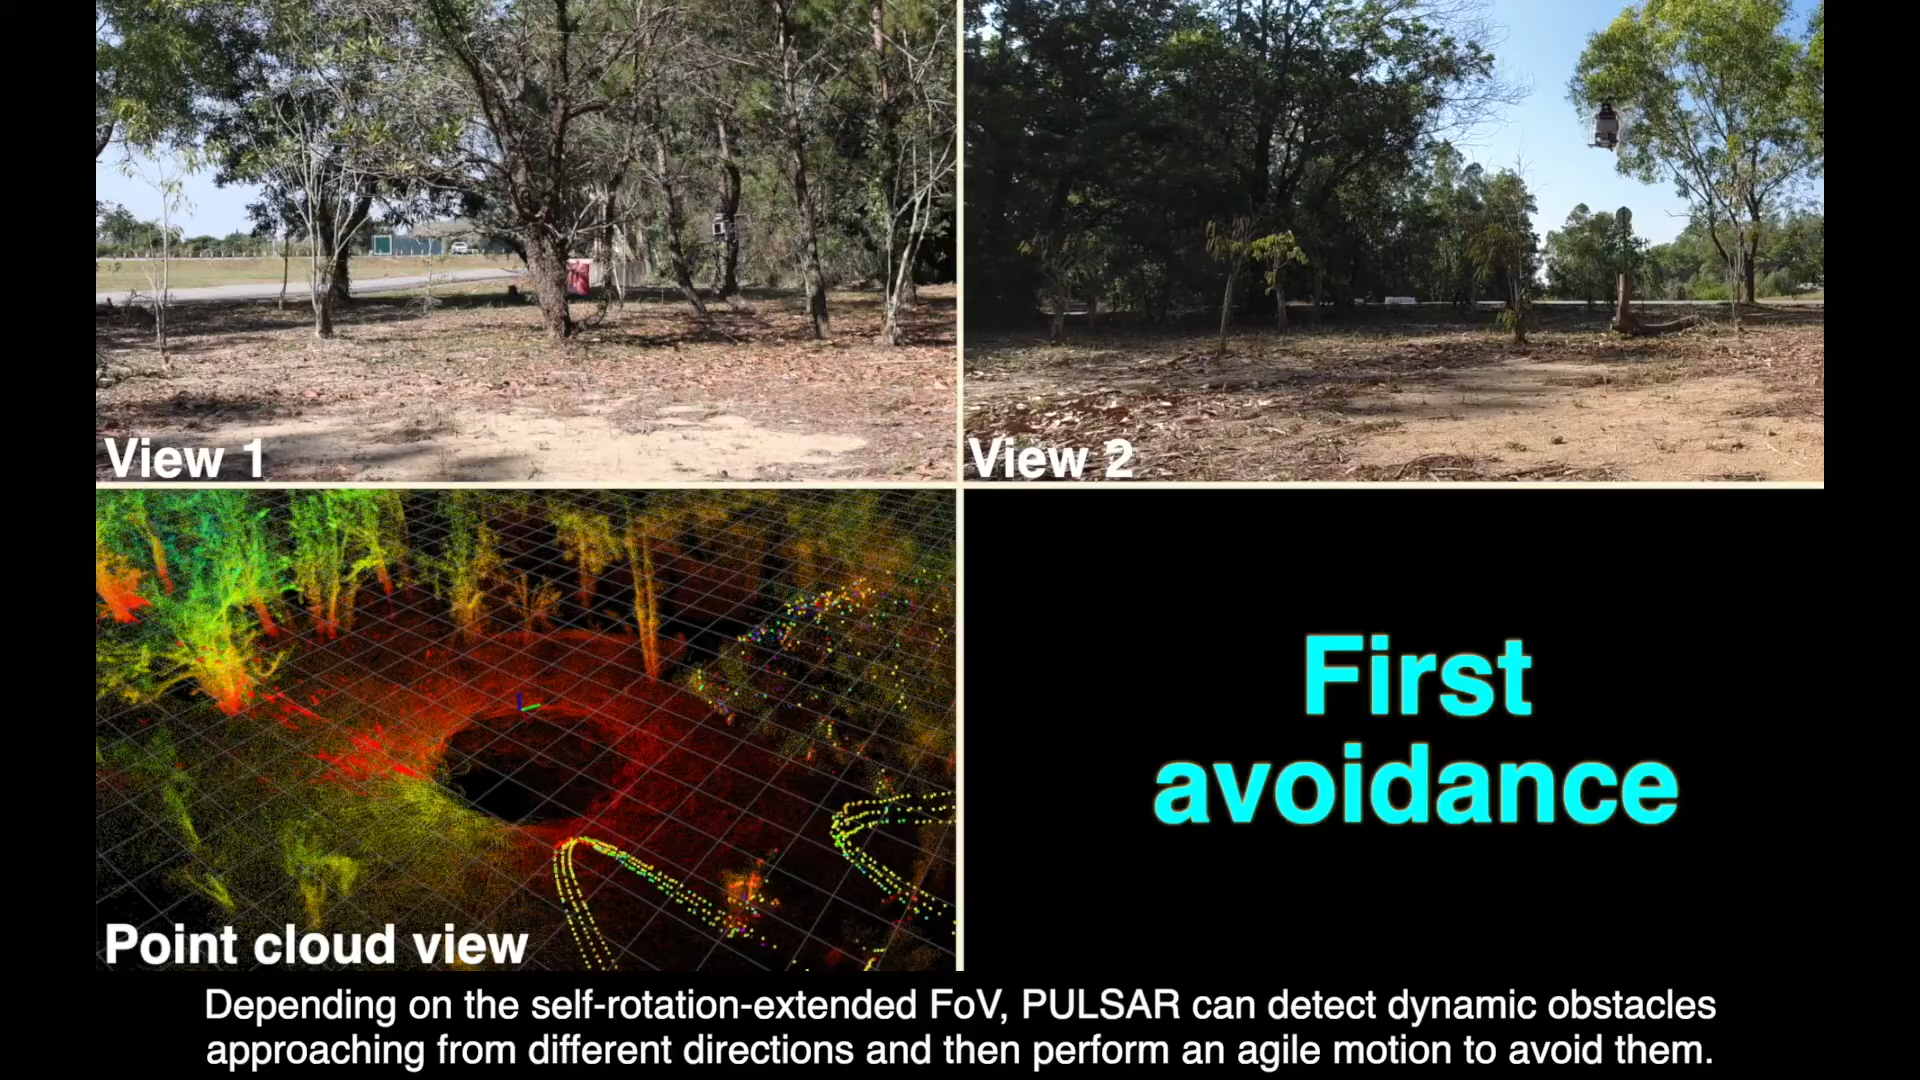 View 1
View 2
Point cloud view
First
avoidance
Depending on the self-rotation-extended FoV, PULSAR can detect dynamic obstacles
approaching from different directions and then perform an agile motion to avoid them.